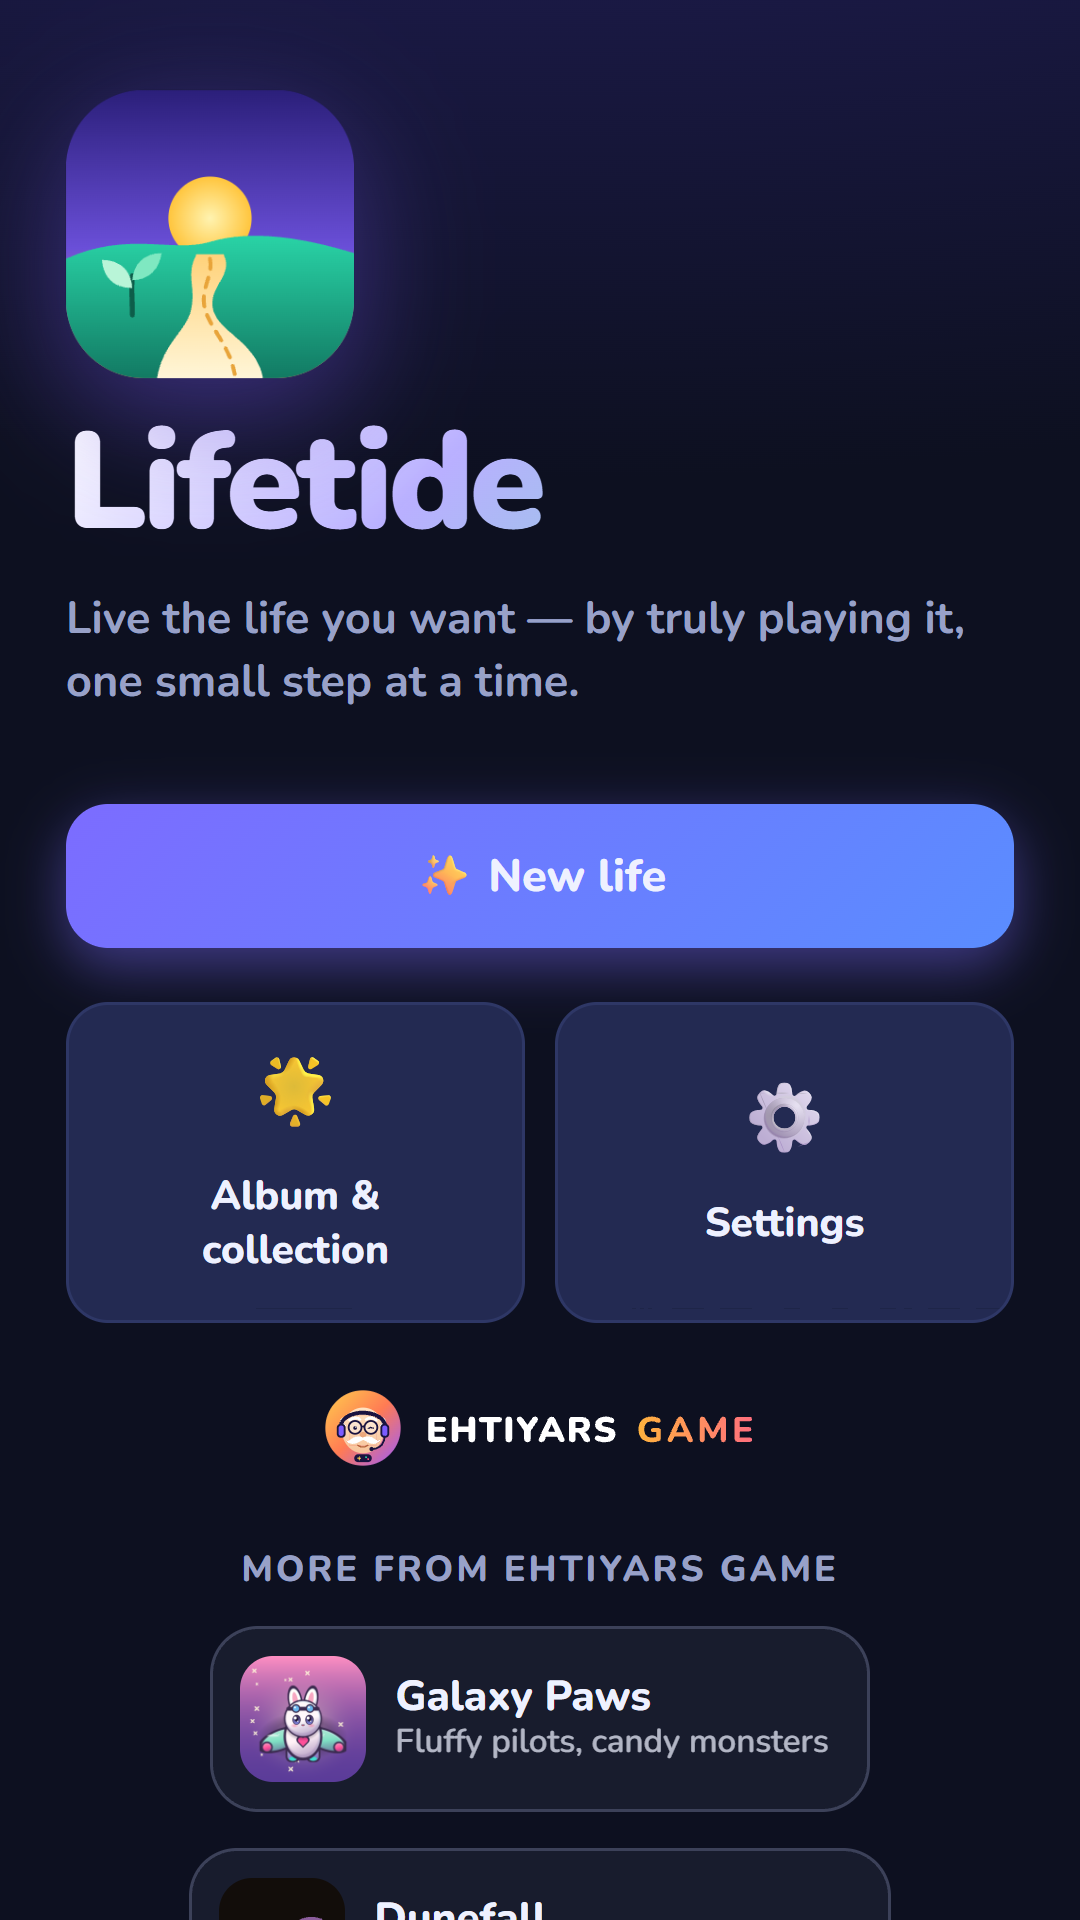 Lifetide
Live the life you want — by truly playing it,
one small step at a time.
✨ New life
Album &
collection
Settings
EHTIYARS GAME
MORE FROM EHTIYARS GAME
Galaxy Paws
Fluffy pilots, candy monsters
Dunefall